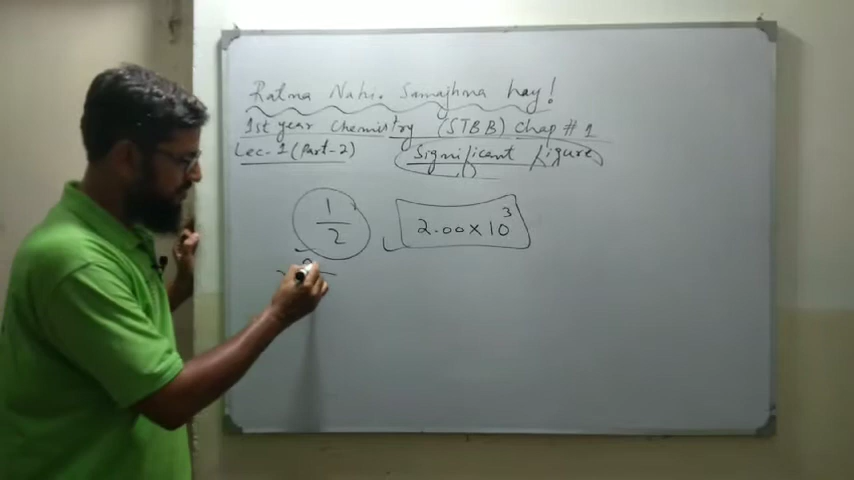 Ratna Nahi. Samajhna hay!
1st year Chemistry (STBB) Chap # 1
Lec-1 (Part-2) Significant figure
1/2 2.00 x 10³